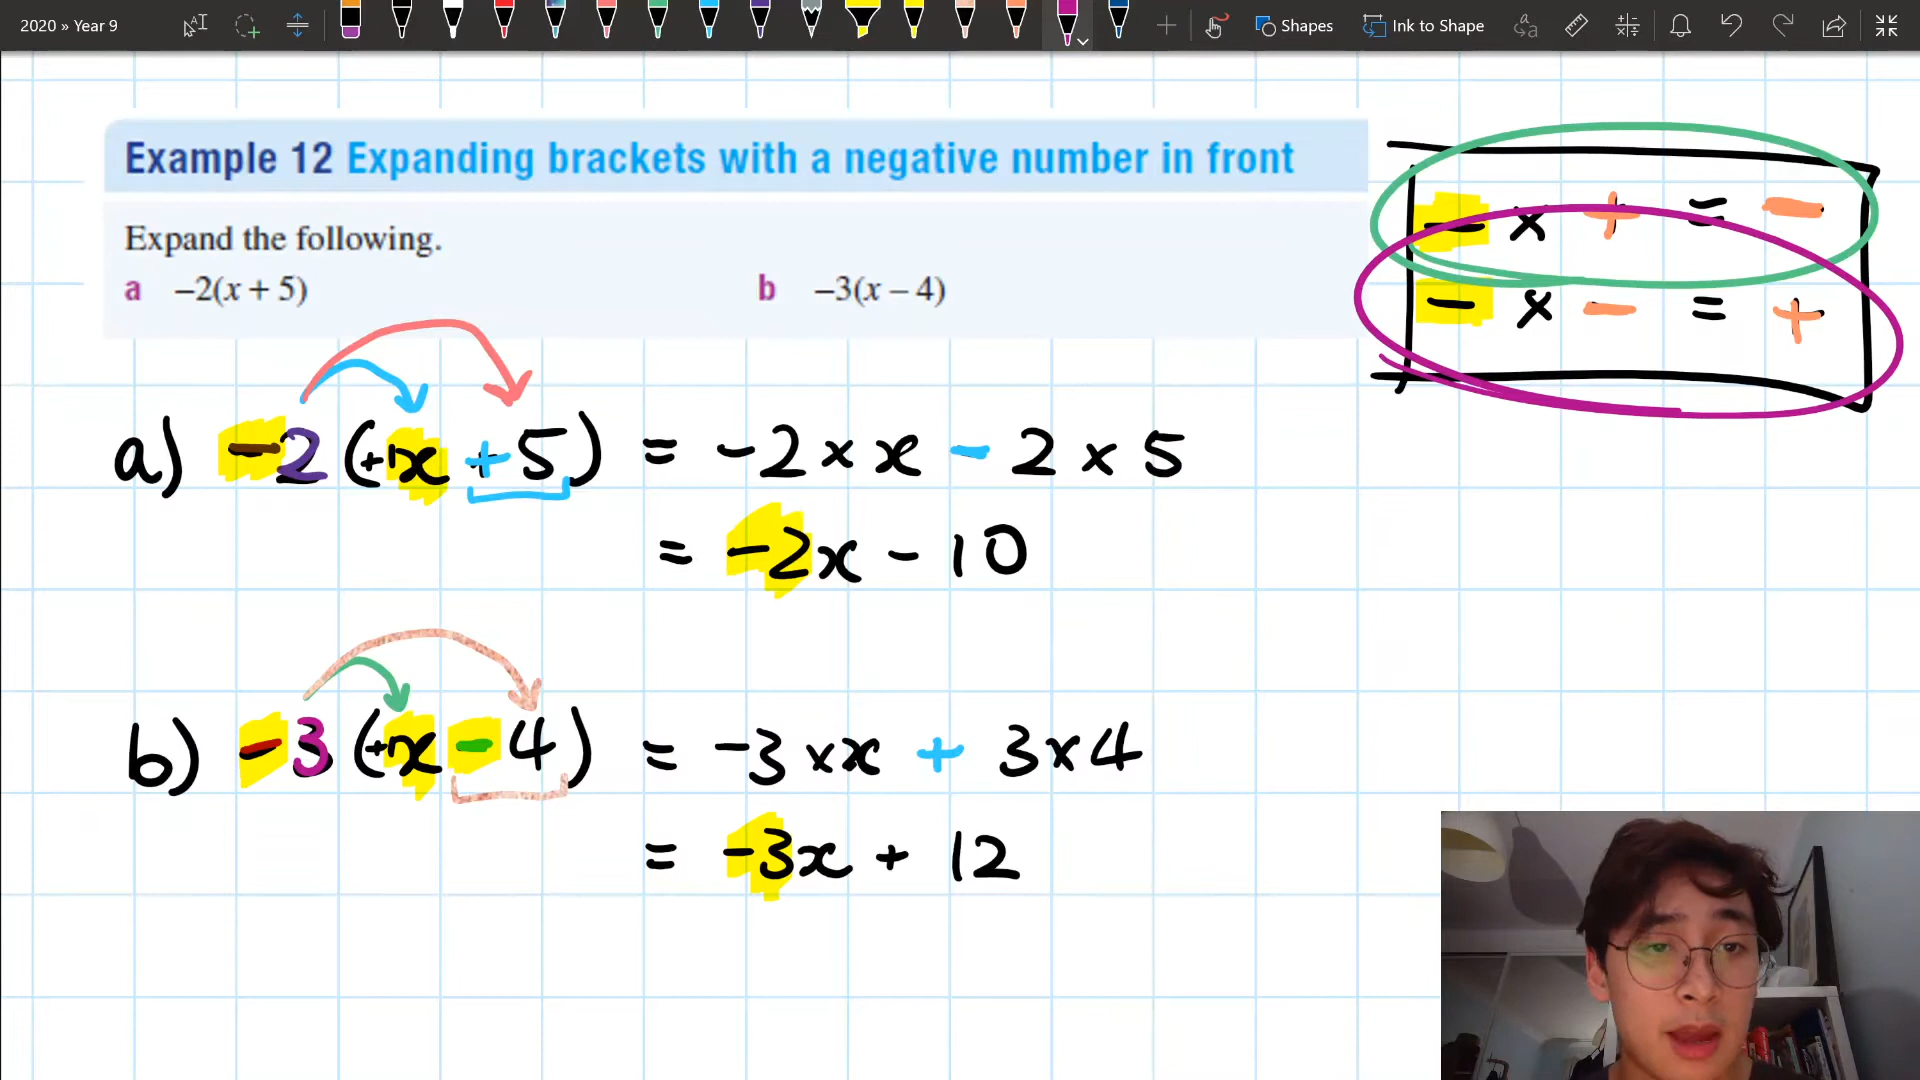 2020 » Year 9
Shapes
Ink to Shape
Example 12 Expanding brackets with a negative number in front
Expand the following.
a −2(x + 5)
b −3(x − 4)
− × + = −
− × − = +
a) −2(+x +5) = −2 × x − 2 × 5
= −2x − 10
b) −3(+x − 4) = −3 × x + 3 × 4
= −3x + 12